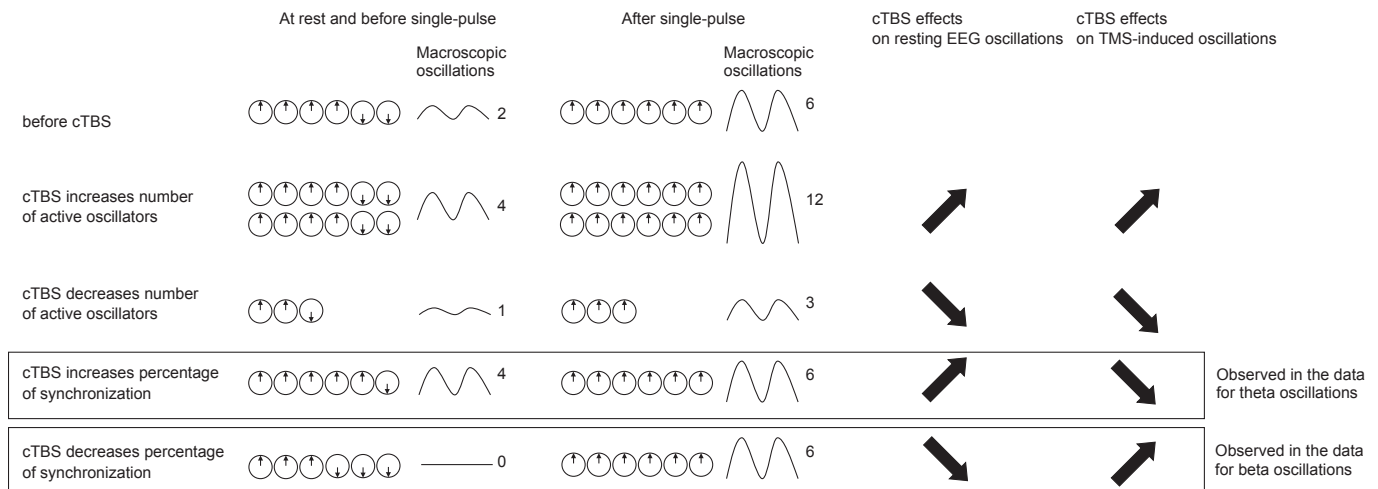 At rest and before single-pulse
After single-pulse
cTBS effects
on resting EEG oscillations
cTBS effects
on TMS-induced oscillations
Macroscopic
oscillations
Macroscopic
oscillations
before cTBS
2
6
cTBS increases number
of active oscillators
4
12
cTBS decreases number
of active oscillators
1
3
cTBS increases percentage
of synchronization
4
6
Observed in the data
for theta oscillations
cTBS decreases percentage
of synchronization
0
6
Observed in the data
for beta oscillations